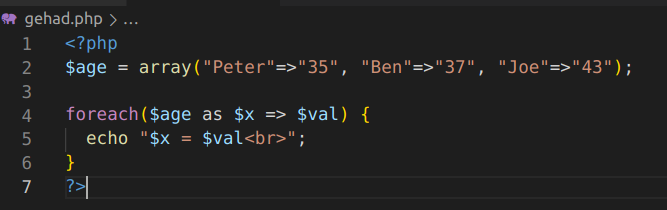 gehad.php > ...
1 <?php
2 $age = array("Peter"=>"35", "Ben"=>"37", "Joe"=>"43");
3
4 foreach($age as $x => $val) {
5   echo "$x = $val<br>";
6 }
7 ?>